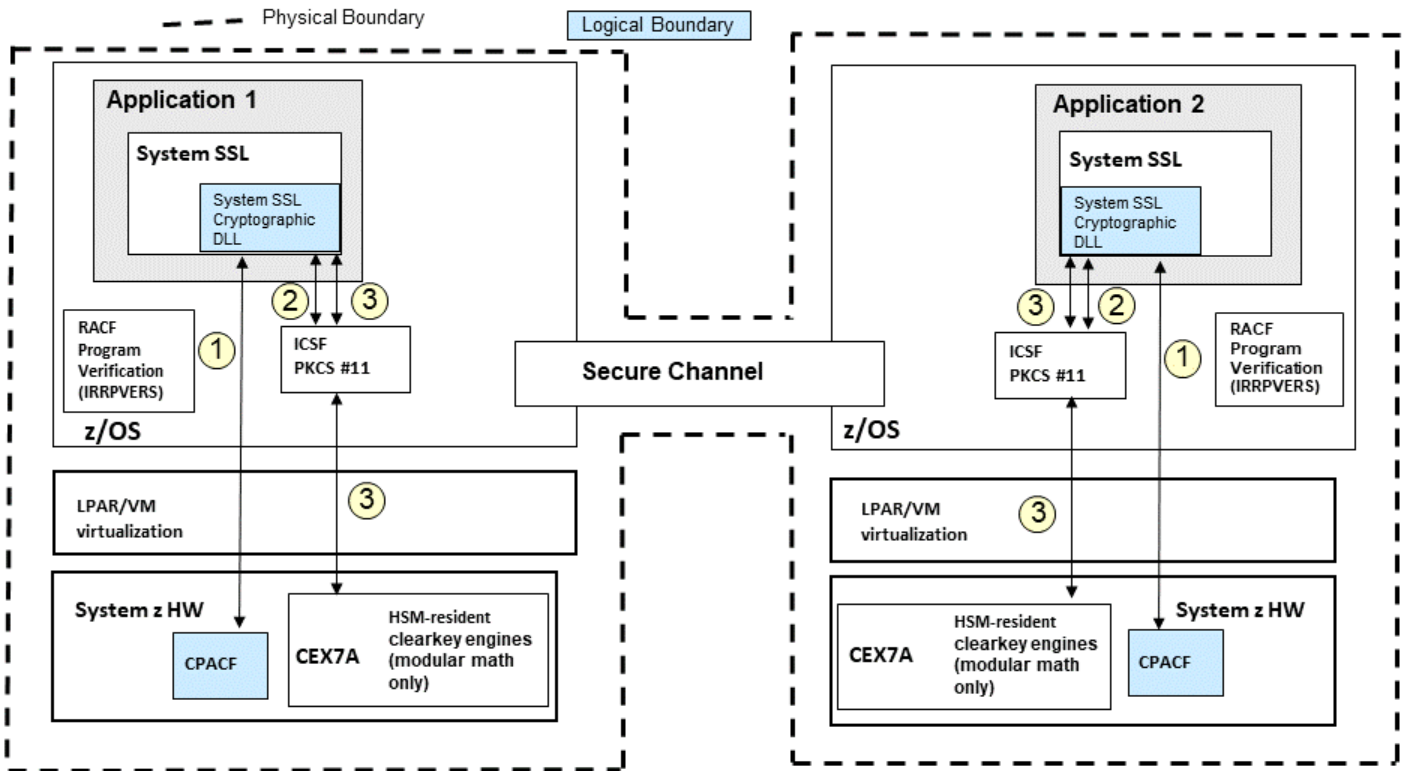 Physical Boundary
Logical Boundary
Application 1
System SSL
System SSL
Cryptographic
DLL
2
3
RACF
Program
Verification
(IRRPVERS)
1
ICSF
PKCS #11
z/OS
3
LPAR/VM
virtualization
System z HW
CPACF
CEX7A
HSM-resident
clearkey engines
(modular math
only)
Secure Channel
Application 2
System SSL
System SSL
Cryptographic
DLL
3
2
ICSF
PKCS #11
1
RACF
Program
Verification
(IRRPVERS)
z/OS
LPAR/VM
virtualization
3
CEX7A
HSM-resident
clearkey engines
(modular math
only)
System z HW
CPACF